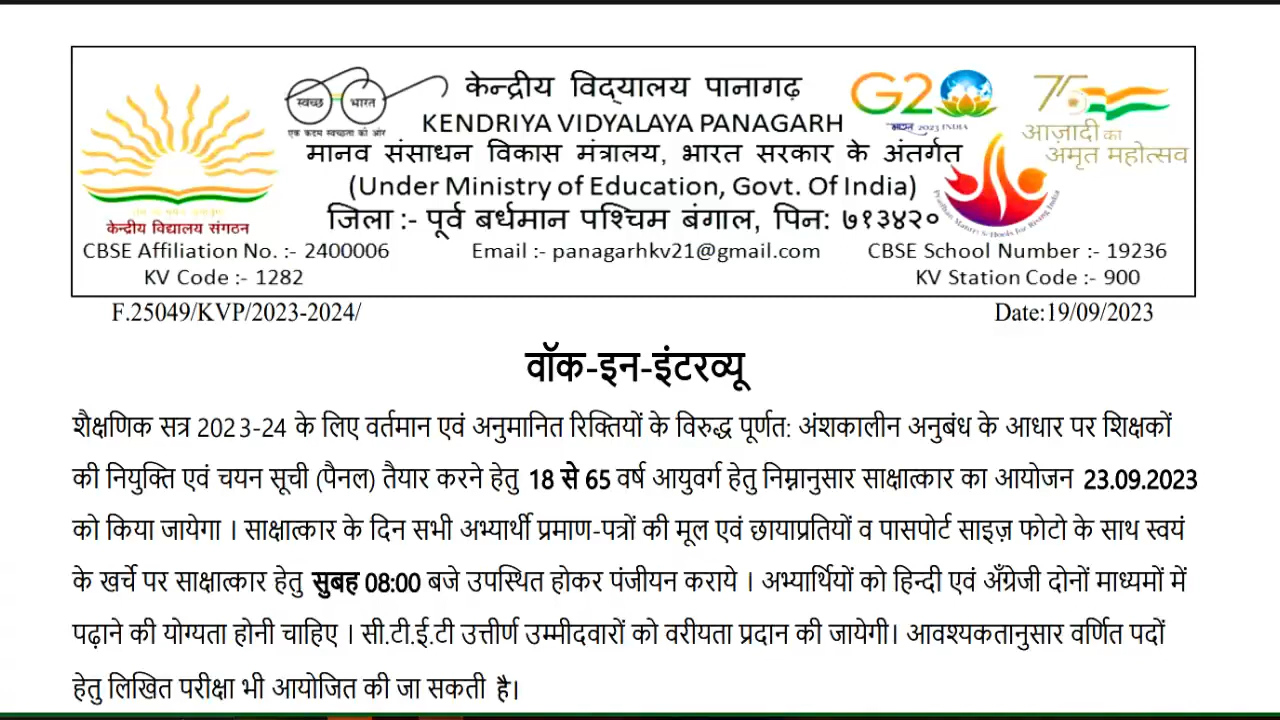 केन्द्रीय विद्यालय पानागढ़
स्वच्छ भारत
एक कदम स्वच्छता की ओर
G20
भारत 2023 INDIA
75
आज़ादी का
अमृत महोत्सव
KENDRIYA VIDYALAYA PANAGARH
मानव संसाधन विकास मंत्रालय, भारत सरकार के अंतर्गत
(Under Ministry of Education, Govt. Of India)
जिला :- पूर्व बर्धमान पश्चिम बंगाल, पिन: ७१३४२०
केन्द्रीय विद्यालय संगठन
CBSE Affiliation No. :- 2400006 Email :- panagarhkv21@gmail.com CBSE School Number :- 19236
KV Code :- 1282 KV Station Code :- 900
F.25049/KVP/2023-2024/ Date:19/09/2023
वॉक-इन-इंटरव्यू
शैक्षणिक सत्र 2023-24 के लिए वर्तमान एवं अनुमानित रिक्तियों के विरुद्ध पूर्णत: अंशकालीन अनुबंध के आधार पर शिक्षकों
की नियुक्ति एवं चयन सूची (पैनल) तैयार करने हेतु 18 से 65 वर्ष आयुवर्ग हेतु निम्नानुसार साक्षात्कार का आयोजन 23.09.2023
को किया जायेगा । साक्षात्कार के दिन सभी अभ्यार्थी प्रमाण-पत्रों की मूल एवं छायाप्रतियों व पासपोर्ट साइज़ फोटो के साथ स्वयं
के खर्चे पर साक्षात्कार हेतु सुबह 08:00 बजे उपस्थित होकर पंजीयन कराये । अभ्यार्थियों को हिन्दी एवं अँग्रेजी दोनों माध्यमों में
पढ़ाने की योग्यता होनी चाहिए । सी.टी.ई.टी उत्तीर्ण उम्मीदवारों को वरीयता प्रदान की जायेगी। आवश्यकतानुसार वर्णित पदों
हेतु लिखित परीक्षा भी आयोजित की जा सकती है।